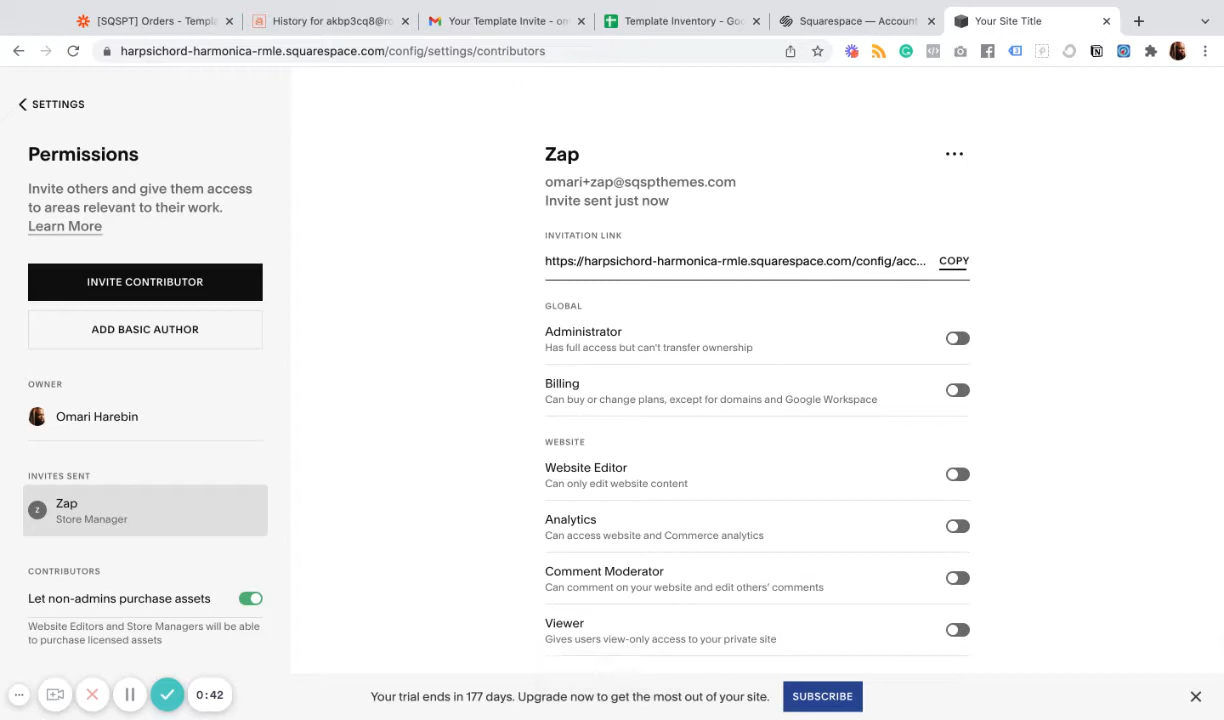 [SQSPT] Orders - Templa
History for akbp3cq8@ro
Your Template Invite - om
Template Inventory - Goo
Squarespace — Account
Your Site Title
harpsichord-harmonica-rmle.squarespace.com/config/settings/contributors
SETTINGS
Permissions
Invite others and give them access
to areas relevant to their work.
Learn More
INVITE CONTRIBUTOR
ADD BASIC AUTHOR
OWNER
Omari Harebin
INVITES SENT
Z
Zap
Store Manager
CONTRIBUTORS
Let non-admins purchase assets
Website Editors and Store Managers will be able
to purchase licensed assets
0:42
Zap
omari+zap@sqspthemes.com
Invite sent just now
INVITATION LINK
https://harpsichord-harmonica-rmle.squarespace.com/config/acc... COPY
GLOBAL
Administrator
Has full access but can't transfer ownership
Billing
Can buy or change plans, except for domains and Google Workspace
WEBSITE
Website Editor
Can only edit website content
Analytics
Can access website and Commerce analytics
Comment Moderator
Can comment on your website and edit others' comments
Viewer
Gives users view-only access to your private site
Your trial ends in 177 days. Upgrade now to get the most out of your site. SUBSCRIBE